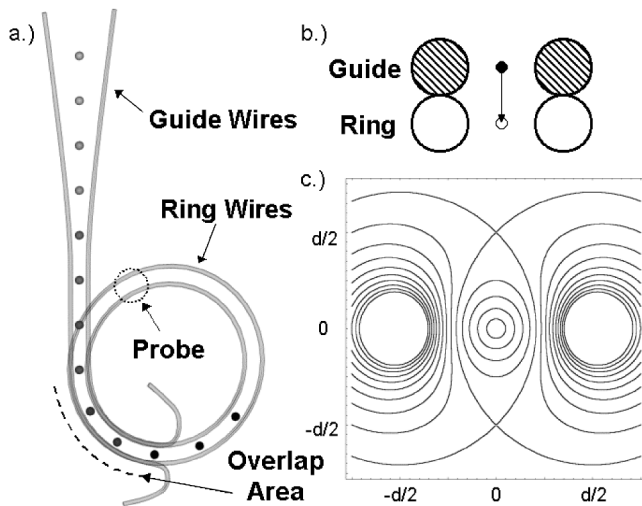 a.)
Guide Wires
Ring Wires
Probe
Overlap
Area
b.)
Guide
Ring
c.)
d/2
0
-d/2
-d/2 0 d/2